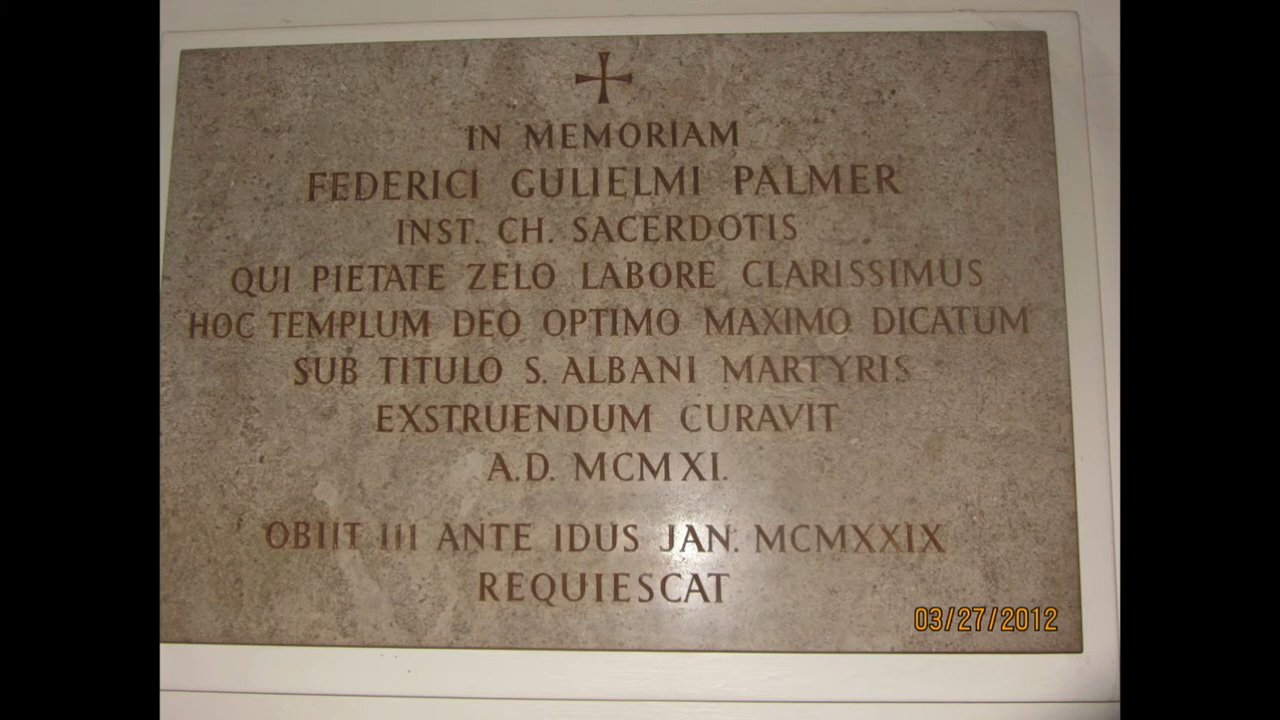 IN MEMORIAM
FEDERICI GULIELMI PALMER
INST. CH. SACERDOTIS
QUI PIETATE ZELO LABORE CLARISSIMUS
HOC TEMPLUM DEO OPTIMO MAXIMO DICATUM
SUB TITULO S. ALBANI MARTYRIS
EXSTRUENDUM CURAVIT
A.D. MCMXI.
OBIIT III ANTE IDUS JAN. MCMXXIX
REQUIESCAT
03/27/2012